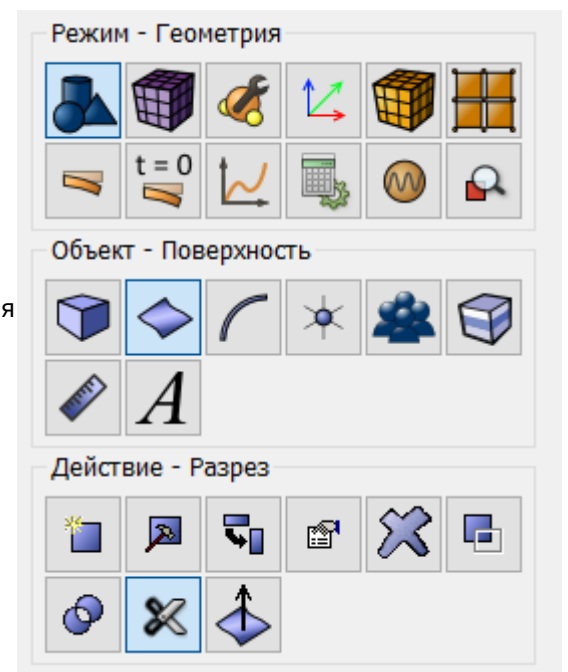 Режим - Геометрия
t = 0
я
Объект - Поверхность
A
Действие - Разрез